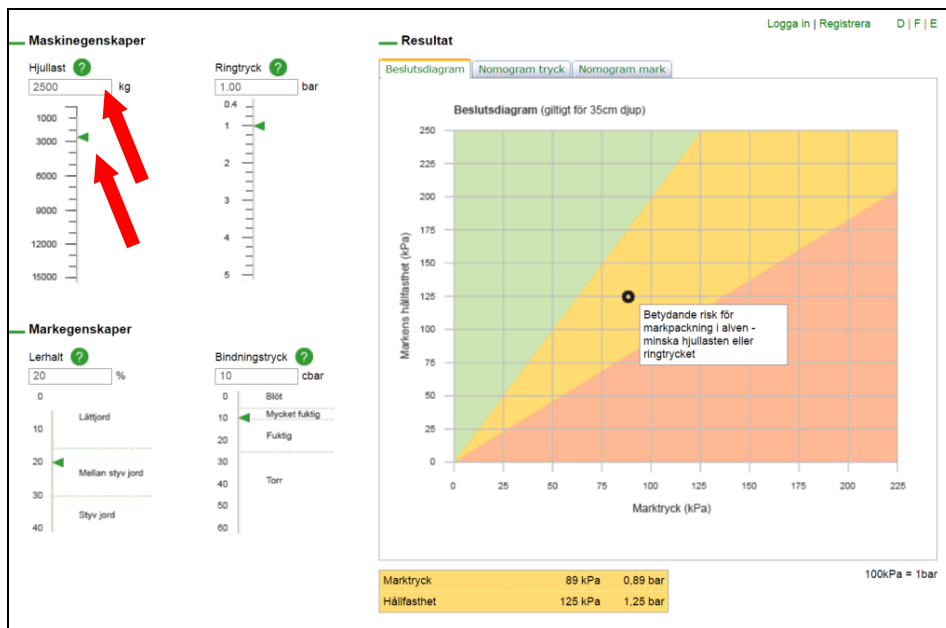 Logga in | Registrera D | F | E
Maskinegenskaper
Hjullast ?
2500 kg
1000
3000
6000
9000
12000
15000
Ringtryck ?
1.00 bar
0.4
1
2
3
4
5
Markegenskaper
Lerhalt ?
20 %
0
10
20
30
40
Lättjord
Mellan styv jord
Styv jord
Bindningstryck ?
10 cbar
0
10
20
30
40
50
60
Blöt
Mycket fuktig
Fuktig
Torr
Resultat
Beslutsdiagram Nomogram tryck Nomogram mark
Beslutsdiagram (giltigt för 35cm djup)
Markens hållfasthet (kPa)
250
225
200
175
150
125
100
75
50
25
0
Betydande risk för
markpackning i alven -
minska hjullasten eller
ringtrycket
0 25 50 75 100 125 150 175 200 225
Marktryck (kPa)
Marktryck 89 kPa 0,89 bar
Hållfasthet 125 kPa 1,25 bar
100kPa = 1bar